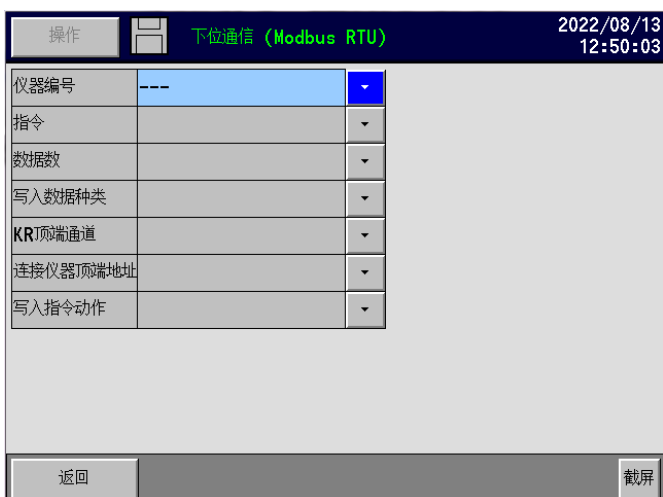 操作
下位通信 (Modbus RTU)
2022/08/13
12:50:03
仪器编号 ---
指令
数据数
写入数据种类
KR顶端通道
连接仪器顶端地址
写入指令动作
返回
截屏